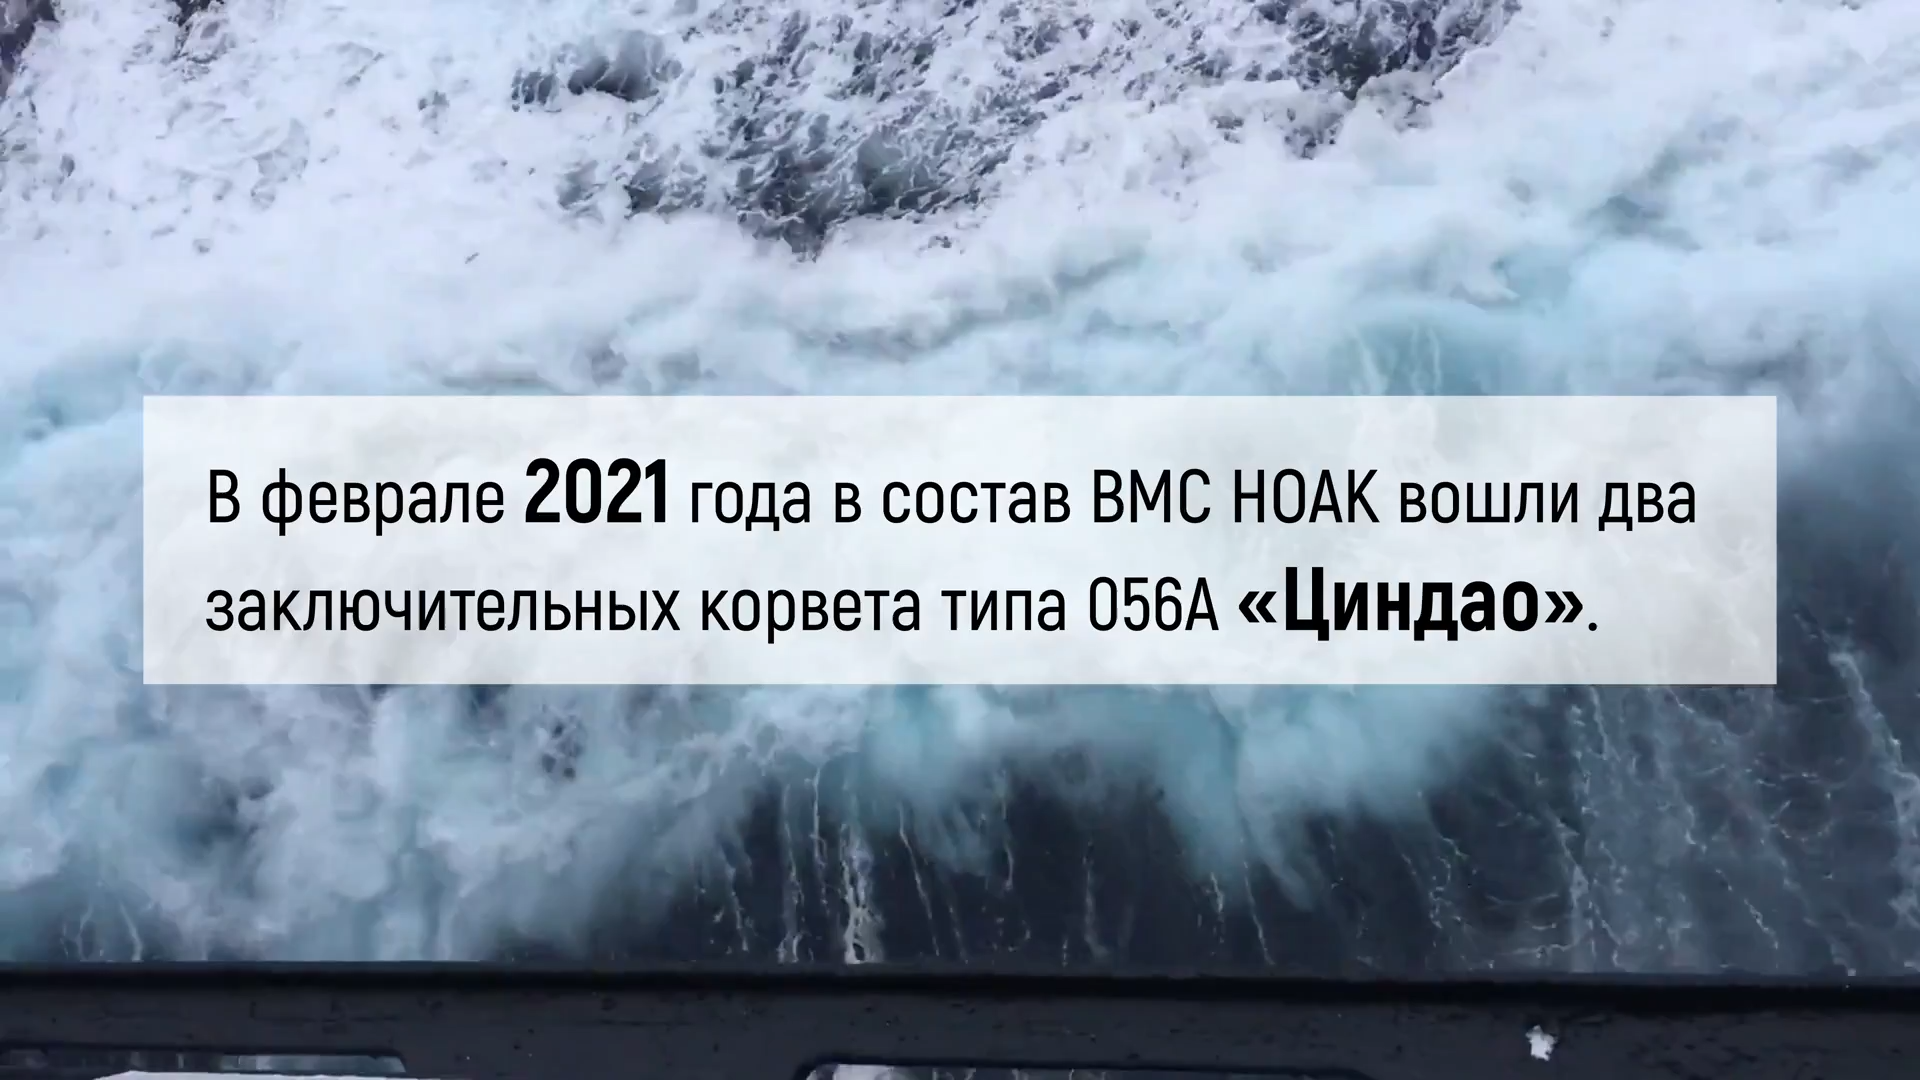 В феврале 2021 года в состав ВМС НОАК вошли два
заключительных корвета типа 056А «Циндао».